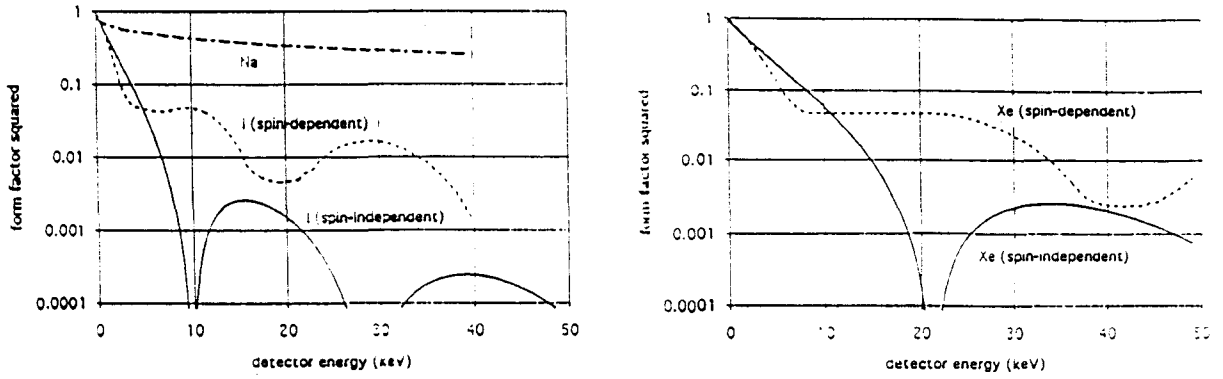 form factor squared
1
0.1
0.01
0.001
0.0001
Na
I (spin-dependent)
I (spin-independent)
0 10 20 30 40 50
detector energy (keV)
form factor squared
1
0.1
0.01
0.001
0.0001
Xe (spin-dependent)
Xe (spin-independent)
0 10 20 30 40 50
detector energy (keV)